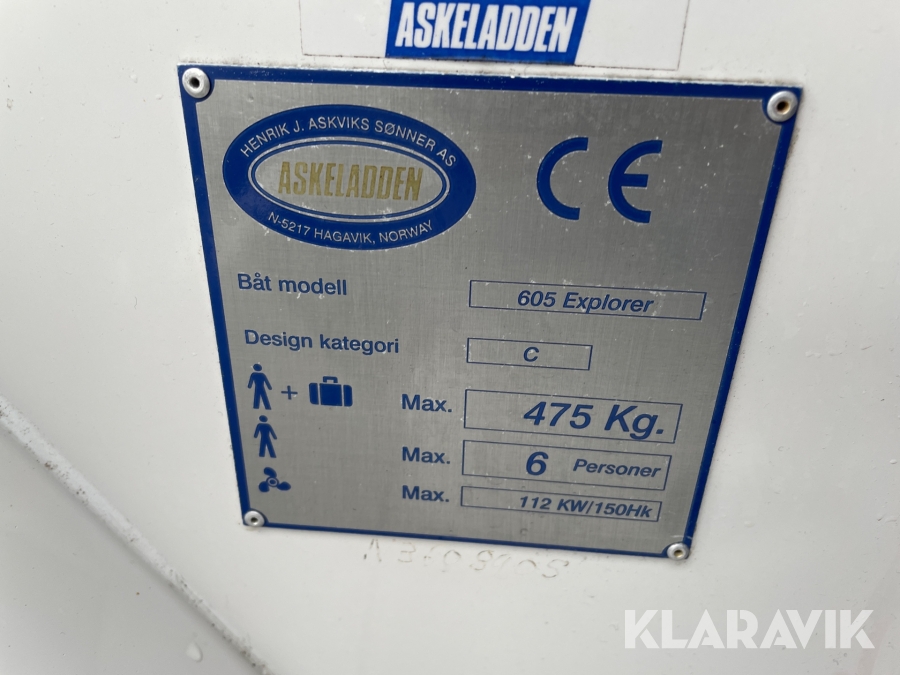 ASKELADDEN
HENRIK J. ASKVIKS SØNNER AS
ASKELADDEN
N-5217 HAGAVIK, NORWAY
CE
Båt modell 605 Explorer
Design kategori C
+ Max. 475 Kg.
Max. 6 Personer
Max. 112 KW/150Hk
KLARAVIK